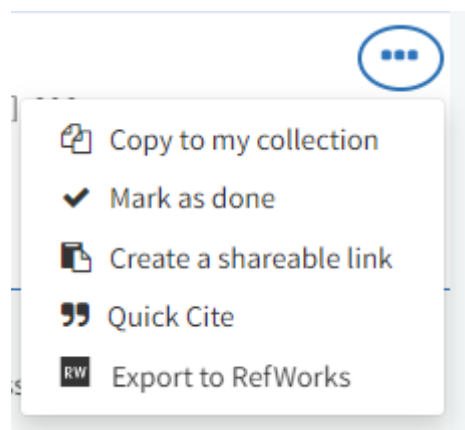 Copy to my collection
Mark as done
Create a shareable link
Quick Cite
RW Export to RefWorks